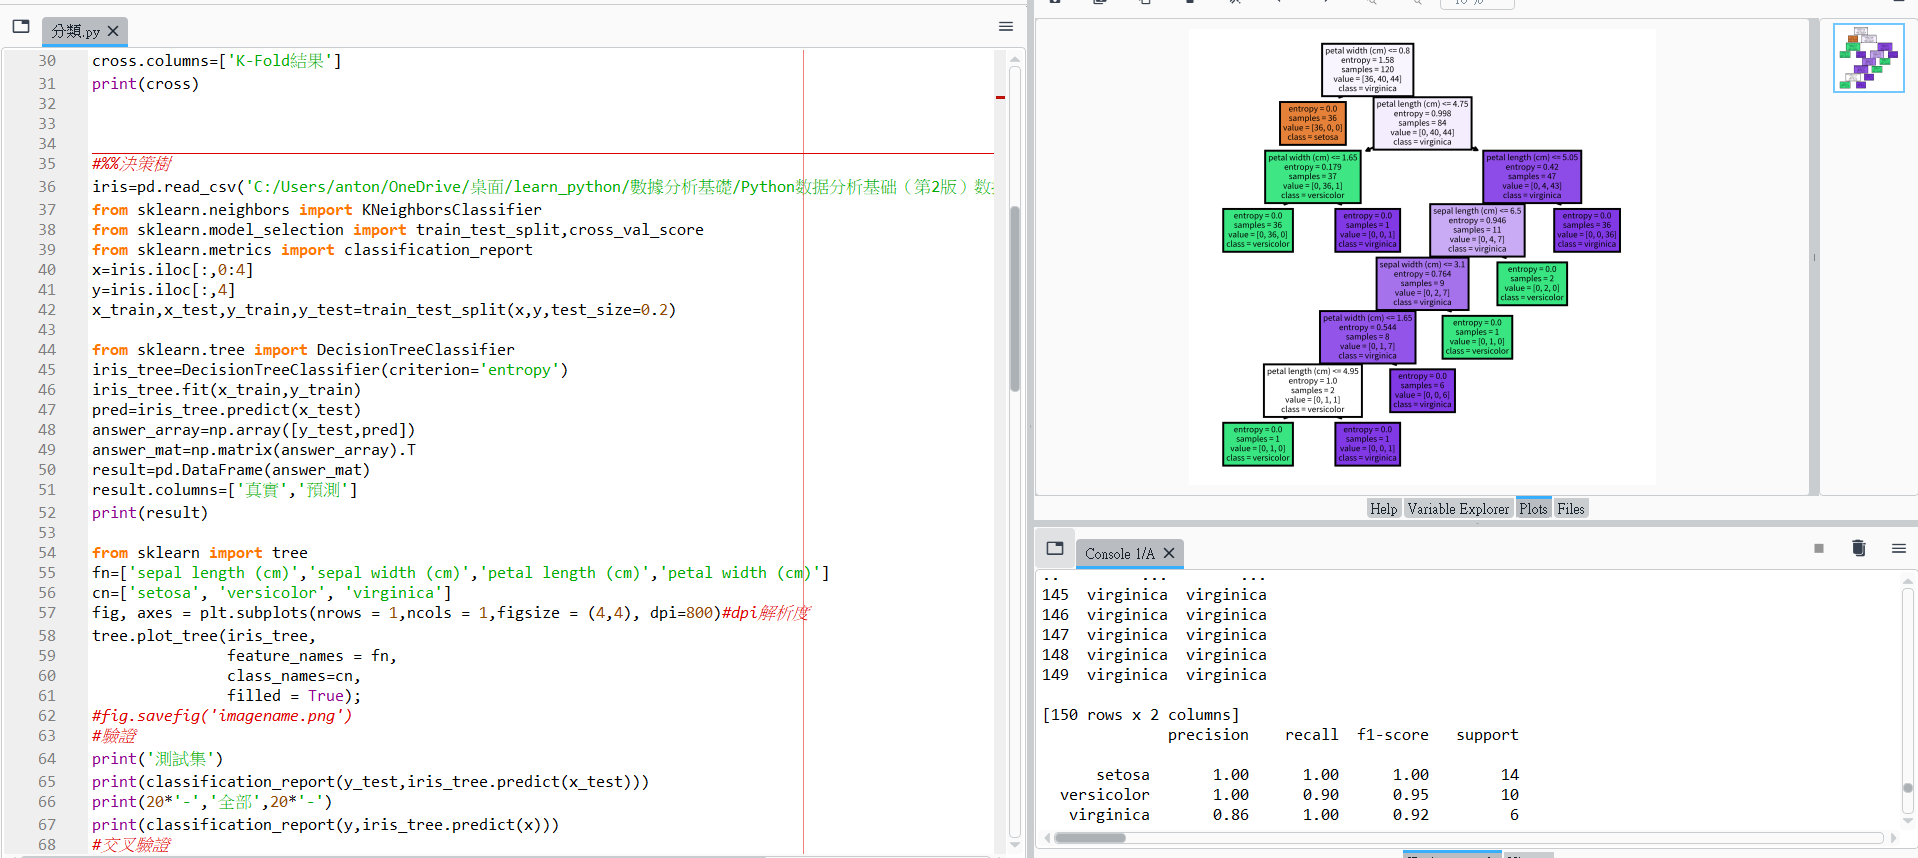 分類.py
30 cross.columns=['K-Fold結果']
31 print(cross)
32
33
34
35 #%%決策樹
36 iris=pd.read_csv('C:/Users/anton/OneDrive/桌面/learn_python/數據分析基礎/Python数据分析基础（第2版）数
37 from sklearn.neighbors import KNeighborsClassifier
38 from sklearn.model_selection import train_test_split,cross_val_score
39 from sklearn.metrics import classification_report
40 x=iris.iloc[:,0:4]
41 y=iris.iloc[:,4]
42 x_train,x_test,y_train,y_test=train_test_split(x,y,test_size=0.2)
43
44 from sklearn.tree import DecisionTreeClassifier
45 iris_tree=DecisionTreeClassifier(criterion='entropy')
46 iris_tree.fit(x_train,y_train)
47 pred=iris_tree.predict(x_test)
48 answer_array=np.array([y_test,pred])
49 answer_mat=np.matrix(answer_array).T
50 result=pd.DataFrame(answer_mat)
51 result.columns=['真實','預測']
52 print(result)
53
54 from sklearn import tree
55 fn=['sepal length (cm)','sepal width (cm)','petal length (cm)','petal width (cm)']
56 cn=['setosa', 'versicolor', 'virginica']
57 fig, axes = plt.subplots(nrows = 1,ncols = 1,figsize = (4,4), dpi=800)#dpi解析度
58 tree.plot_tree(iris_tree,
59 feature_names = fn,
60 class_names=cn,
61 filled = True);
62 #fig.savefig('imagename.png')
63 #驗證
64 print('測試集')
65 print(classification_report(y_test,iris_tree.predict(x_test)))
66 print(20*'-','全部',20*'-')
67 print(classification_report(y,iris_tree.predict(x)))
68 #交叉驗證
petal width (cm) <= 0.8
entropy = 1.58
samples = 120
value = [36, 40, 44]
class = virginica
entropy = 0.0
samples = 36
value = [36, 0, 0]
class = setosa
petal length (cm) <= 4.75
entropy = 0.998
samples = 84
value = [0, 40, 44]
class = virginica
petal width (cm) <= 1.65
entropy = 0.179
samples = 37
value = [0, 36, 1]
class = versicolor
petal length (cm) <= 5.05
entropy = 0.42
samples = 47
value = [0, 4, 43]
class = virginica
entropy = 0.0
samples = 36
value = [0, 36, 0]
class = versicolor
entropy = 0.0
samples = 1
value = [0, 0, 1]
class = virginica
sepal length (cm) <= 6.5
entropy = 0.946
samples = 11
value = [0, 4, 7]
class = virginica
entropy = 0.0
samples = 36
value = [0, 0, 36]
class = virginica
sepal width (cm) <= 3.1
entropy = 0.764
samples = 9
value = [0, 2, 7]
class = virginica
entropy = 0.0
samples = 2
value = [0, 2, 0]
class = versicolor
petal width (cm) <= 1.65
entropy = 0.544
samples = 8
value = [0, 1, 7]
class = virginica
entropy = 0.0
samples = 1
value = [0, 1, 0]
class = versicolor
petal length (cm) <= 4.95
entropy = 1.0
samples = 2
value = [0, 1, 1]
class = versicolor
entropy = 0.0
samples = 6
value = [0, 0, 6]
class = virginica
entropy = 0.0
samples = 1
value = [0, 1, 0]
class = versicolor
entropy = 0.0
samples = 1
value = [0, 0, 1]
class = virginica
Help Variable Explorer Plots Files
Console 1/A
.. ... ...
145 virginica virginica
146 virginica virginica
147 virginica virginica
148 virginica virginica
149 virginica virginica
[150 rows x 2 columns]
precision recall f1-score support
setosa 1.00 1.00 1.00 14
versicolor 1.00 0.90 0.95 10
virginica 0.86 1.00 0.92 6